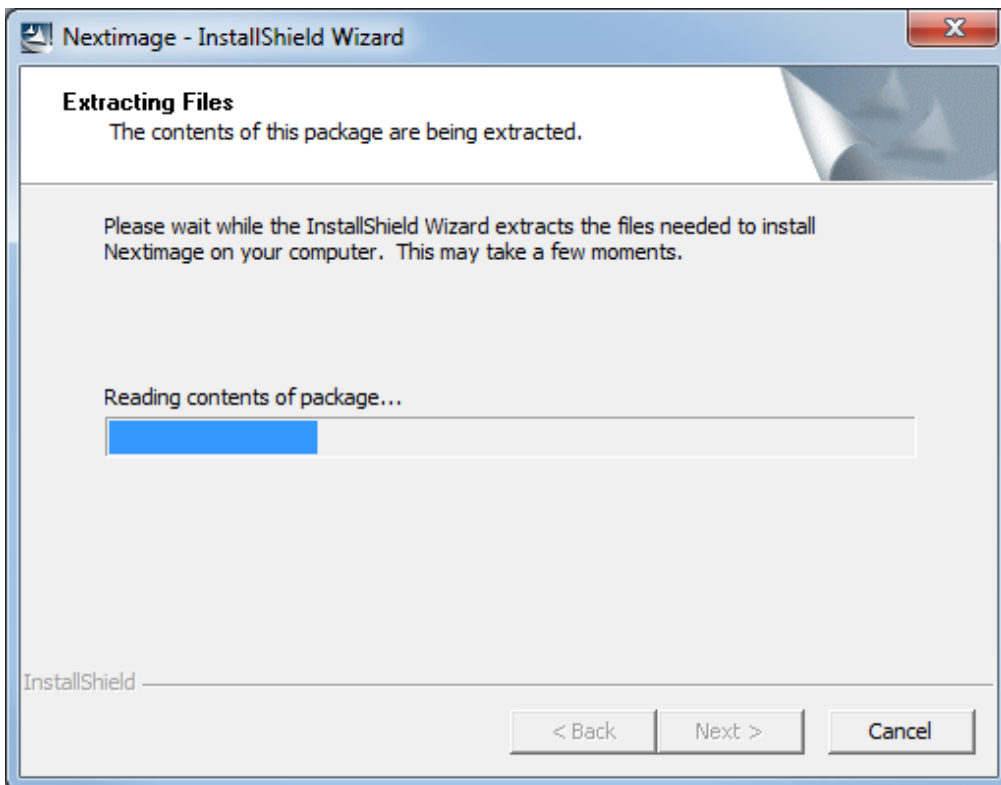 Nextimage - InstallShield Wizard
Extracting Files
The contents of this package are being extracted.
Please wait while the InstallShield Wizard extracts the files needed to install
Nextimage on your computer.  This may take a few moments.
Reading contents of package...
InstallShield
< Back
Next >
Cancel